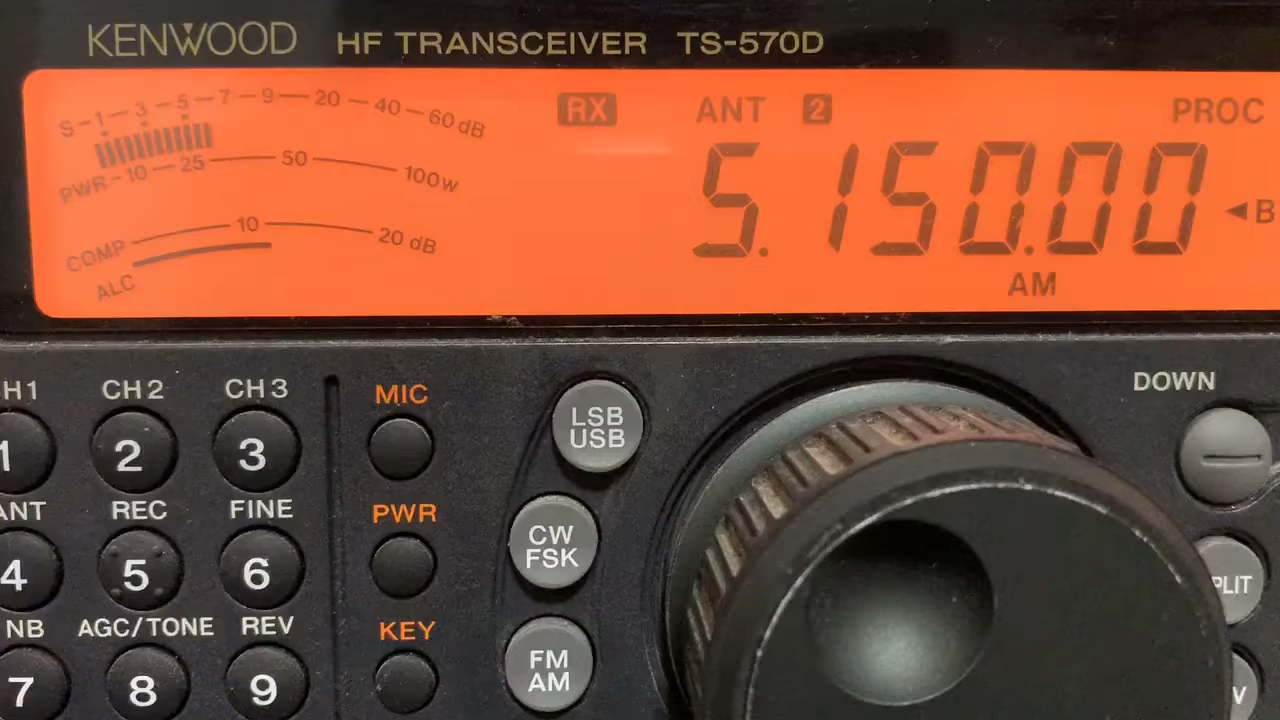 KENWOOD HF TRANSCEIVER TS-570D
S 1 3 5 7 9 20 40 60 dB
RX ANT 2 PROC
PWR 10 25 50 100W
5.150.00
B
COMP 10 20 dB
ALC
AM
H1 CH2 CH3 MIC
DOWN
1 2 3
LSB
USB
ANT REC FINE PWR
CW
FSK
4 5 6
PLIT
NB AGC/TONE REV KEY
FM
AM
7 8 9
V